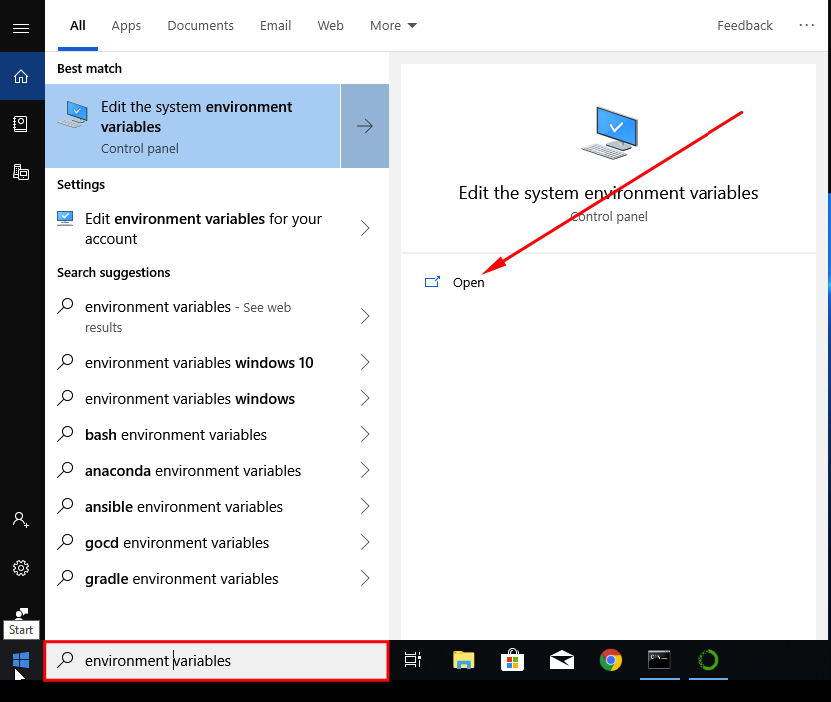 All Apps Documents Email Web More Feedback ...
Best match
Edit the system environment
variables
Control panel
Settings
Edit environment variables for your
account
Search suggestions
environment variables - See web
results
environment variables windows 10
environment variables windows
bash environment variables
anaconda environment variables
ansible environment variables
gocd environment variables
gradle environment variables
Edit the system environment variables
Control panel
Open
Start
environment variables